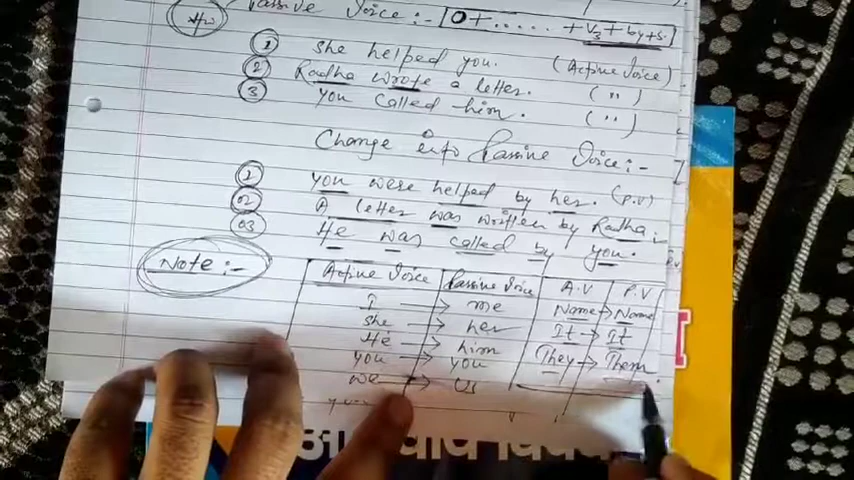 H/W Passive Voice :- O+...... +V3+by+s.
① She helped you. (Active Voice)
② Radha wrote a letter. ( " )
③ You called him. ( " )
Change into Passive Voice :-
① You were helped by her. (P.V)
02 A letter was written by Radha.
03 He was called by you.
Note :- Active Voice Passive Voice A.V P.V
I → me Name → Name
she → her It → It
He → him They → Them
you → you
we → us